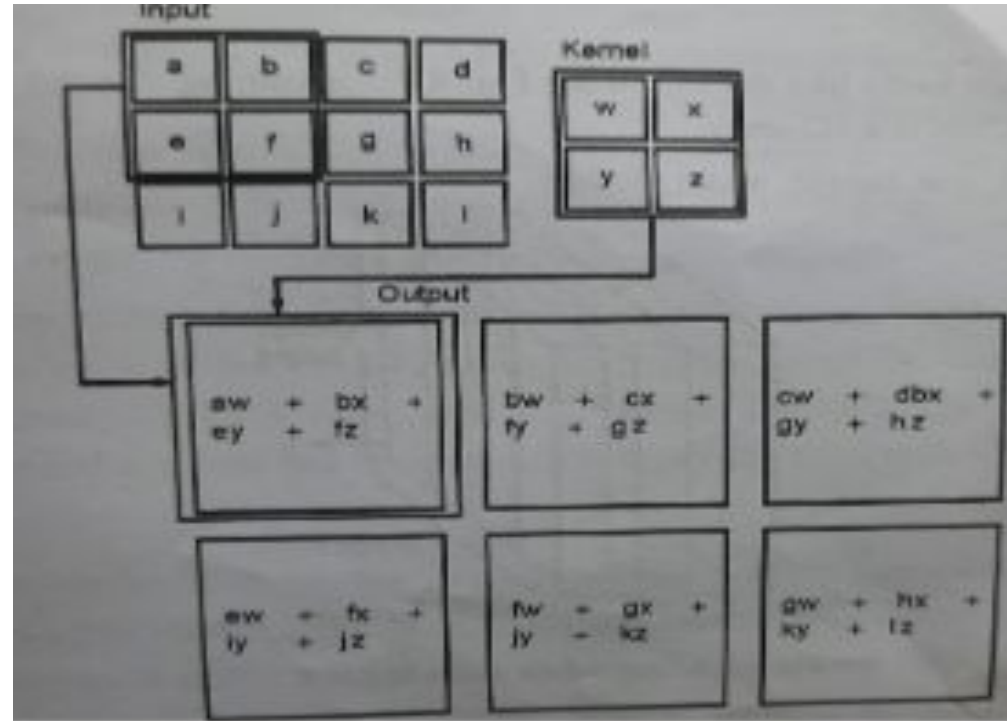 Input
a b c d
e f g h
i j k l
Kernel
w x
y z
Output
aw + bx +
ey + fz
bw + cx +
fy + gz
cw + dbx +
gy + hz
ew + fx +
iy + jz
fw + gx +
jy + kz
gw + hx +
ky + lz